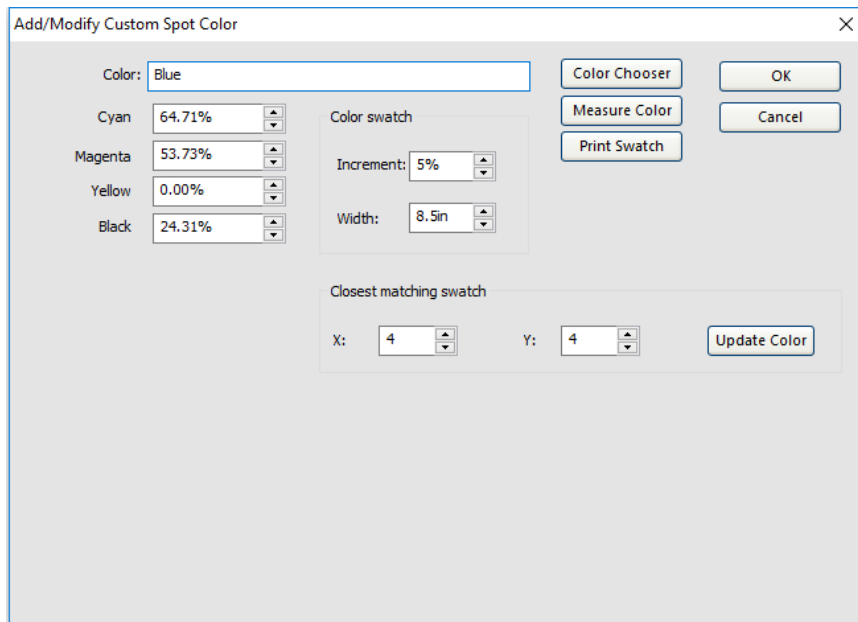 Add/Modify Custom Spot Color
Color: Blue
Color Chooser
OK
Cyan 64.71%
Color swatch
Measure Color
Cancel
Magenta 53.73%
Increment: 5%
Print Swatch
Yellow 0.00%
Width: 8.5in
Black 24.31%
Closest matching swatch
X: 4 Y: 4 Update Color